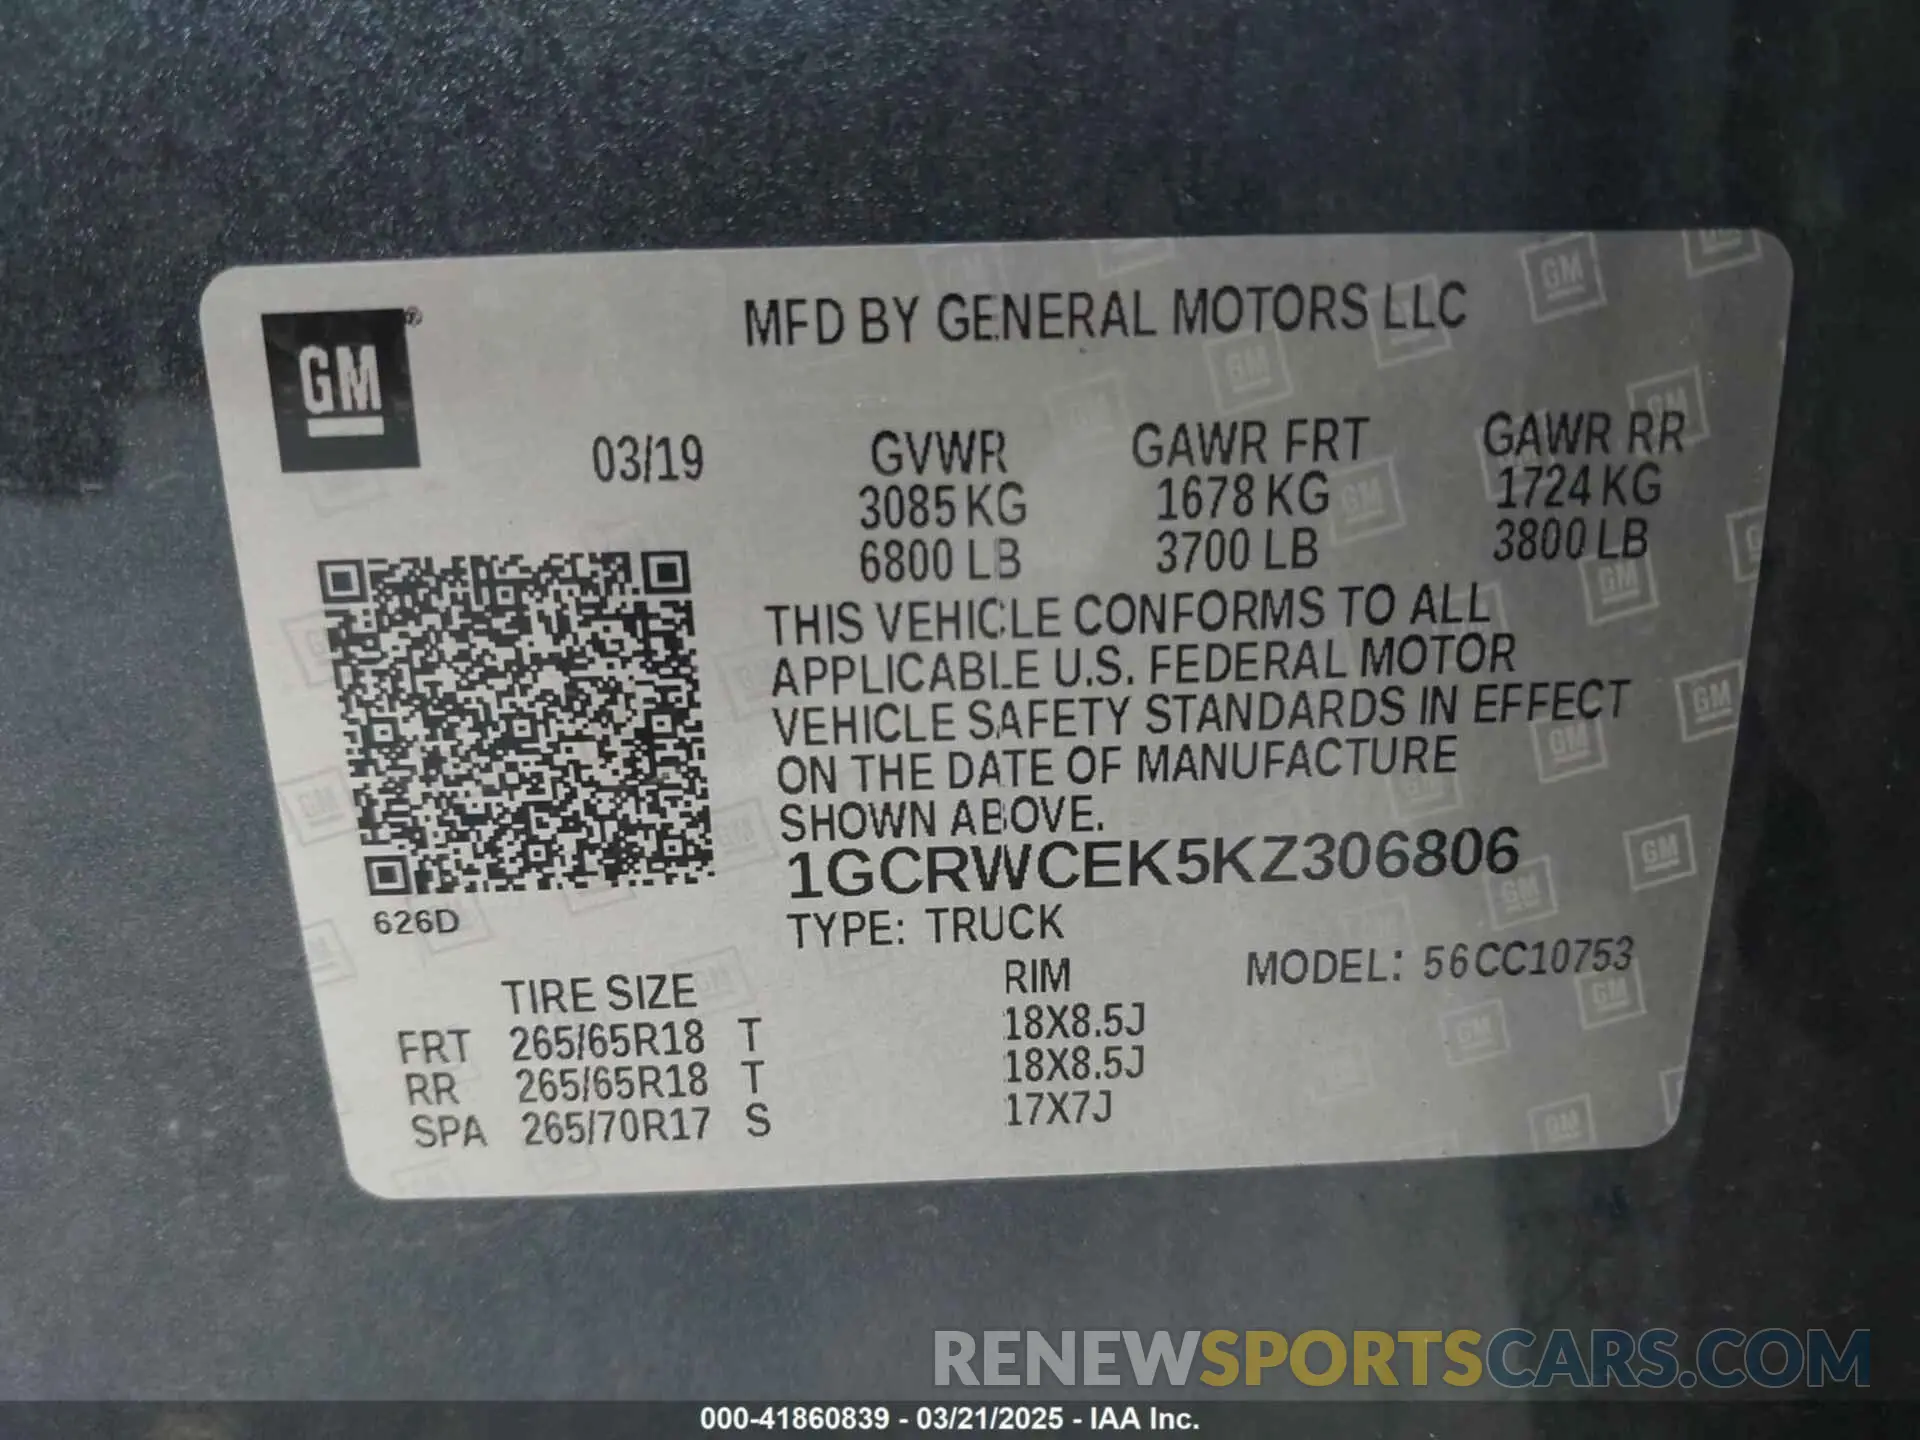 GM®
MFD BY GENERAL MOTORS LLC
03/19 GVWR GAWR FRT GAWR RR
3085 KG 1678 KG 1724 KG
6800 LB 3700 LB 3800 LB
THIS VEHICLE CONFORMS TO ALL
APPLICABLE U.S. FEDERAL MOTOR
VEHICLE SAFETY STANDARDS IN EFFECT
ON THE DATE OF MANUFACTURE
SHOWN ABOVE.
1GCRWCEK5KZ306806
626D
TYPE: TRUCK
MODEL: 56CC10753
TIRE SIZE RIM
FRT 265/65R18 T 18X8.5J
RR 265/65R18 T 18X8.5J
SPA 265/70R17 S 17X7J
RENEWSPORTSCARS.COM
000-41860839 - 03/21/2025 - IAA Inc.